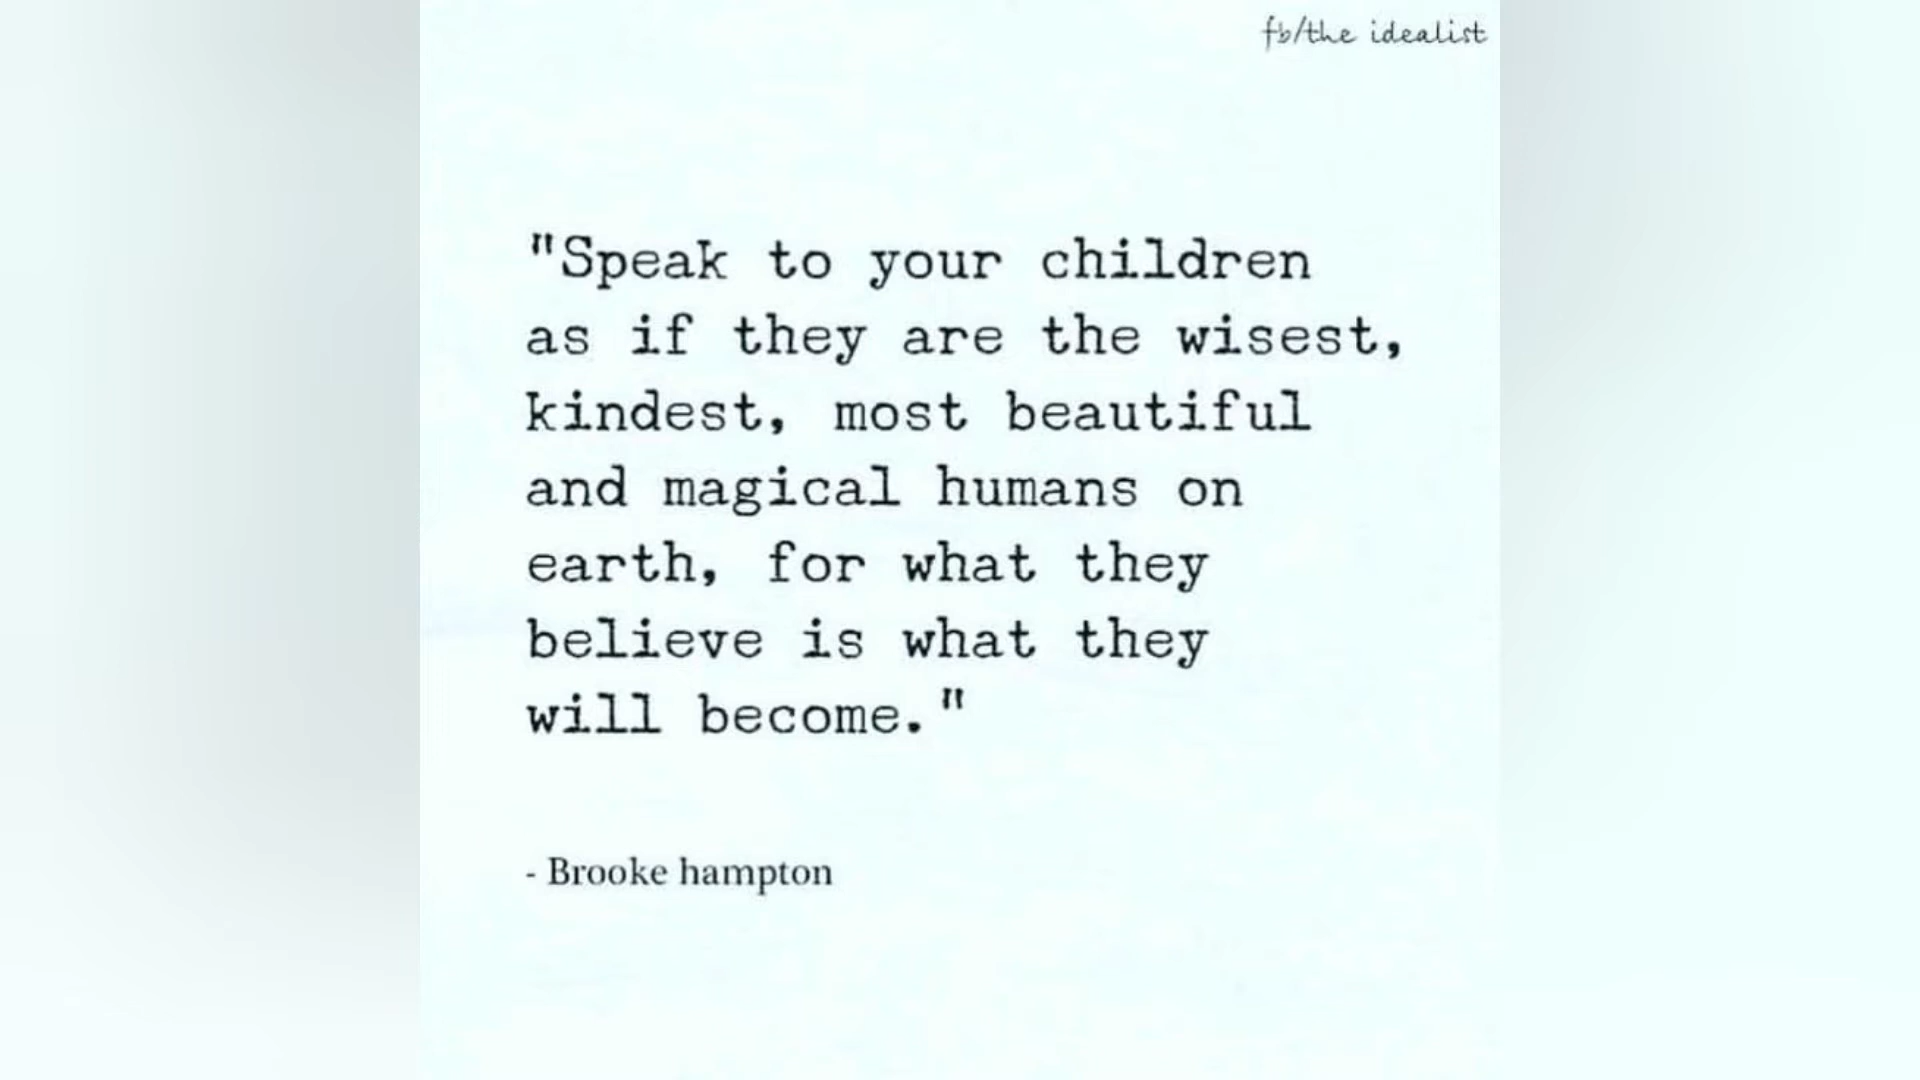 fb/the idealist
"Speak to your children
as if they are the wisest,
kindest, most beautiful
and magical humans on
earth, for what they
believe is what they
will become."
- Brooke hampton